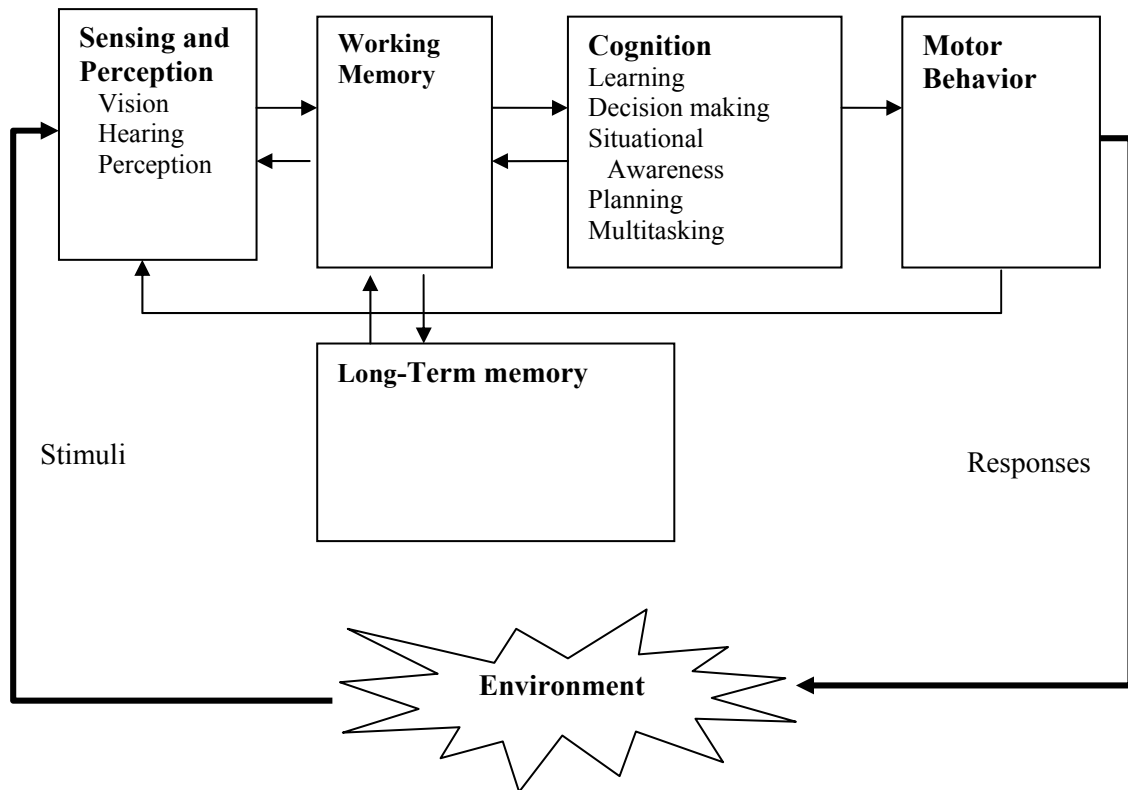 Sensing and
Perception
Vision
Hearing
Perception
Working
Memory
Cognition
Learning
Decision making
Situational
Awareness
Planning
Multitasking
Motor
Behavior
Long-Term memory
Stimuli
Responses
Environment